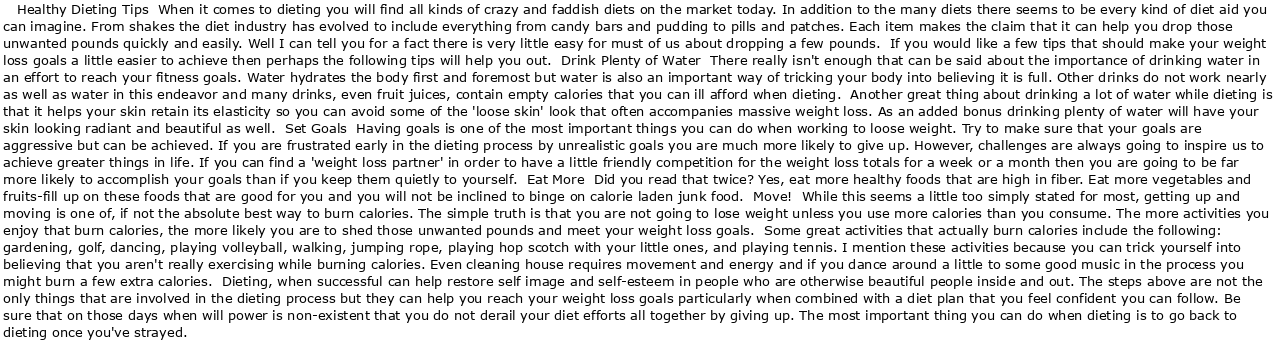 Healthy Dieting Tips  When it comes to dieting you will find all kinds of crazy and faddish diets on the market today. In addition to the many diets there seems to be every kind of diet aid you
can imagine. From shakes the diet industry has evolved to include everything from candy bars and pudding to pills and patches. Each item makes the claim that it can help you drop those
unwanted pounds quickly and easily. Well I can tell you for a fact there is very little easy for must of us about dropping a few pounds.  If you would like a few tips that should make your weight
loss goals a little easier to achieve then perhaps the following tips will help you out.  Drink Plenty of Water  There really isn't enough that can be said about the importance of drinking water in
an effort to reach your fitness goals. Water hydrates the body first and foremost but water is also an important way of tricking your body into believing it is full. Other drinks do not work nearly
as well as water in this endeavor and many drinks, even fruit juices, contain empty calories that you can ill afford when dieting.  Another great thing about drinking a lot of water while dieting is
that it helps your skin retain its elasticity so you can avoid some of the 'loose skin' look that often accompanies massive weight loss. As an added bonus drinking plenty of water will have your
skin looking radiant and beautiful as well.  Set Goals  Having goals is one of the most important things you can do when working to loose weight. Try to make sure that your goals are
aggressive but can be achieved. If you are frustrated early in the dieting process by unrealistic goals you are much more likely to give up. However, challenges are always going to inspire us to
achieve greater things in life. If you can find a 'weight loss partner' in order to have a little friendly competition for the weight loss totals for a week or a month then you are going to be far
more likely to accomplish your goals than if you keep them quietly to yourself.  Eat More  Did you read that twice? Yes, eat more healthy foods that are high in fiber. Eat more vegetables and
fruits-fill up on these foods that are good for you and you will not be inclined to binge on calorie laden junk food.  Move!  While this seems a little too simply stated for most, getting up and
moving is one of, if not the absolute best way to burn calories. The simple truth is that you are not going to lose weight unless you use more calories than you consume. The more activities you
enjoy that burn calories, the more likely you are to shed those unwanted pounds and meet your weight loss goals.  Some great activities that actually burn calories include the following:
gardening, golf, dancing, playing volleyball, walking, jumping rope, playing hop scotch with your little ones, and playing tennis. I mention these activities because you can trick yourself into
believing that you aren't really exercising while burning calories. Even cleaning house requires movement and energy and if you dance around a little to some good music in the process you
might burn a few extra calories.  Dieting, when successful can help restore self image and self-esteem in people who are otherwise beautiful people inside and out. The steps above are not the
only things that are involved in the dieting process but they can help you reach your weight loss goals particularly when combined with a diet plan that you feel confident you can follow. Be
sure that on those days when will power is non-existent that you do not derail your diet efforts all together by giving up. The most important thing you can do when dieting is to go back to
dieting once you've strayed.